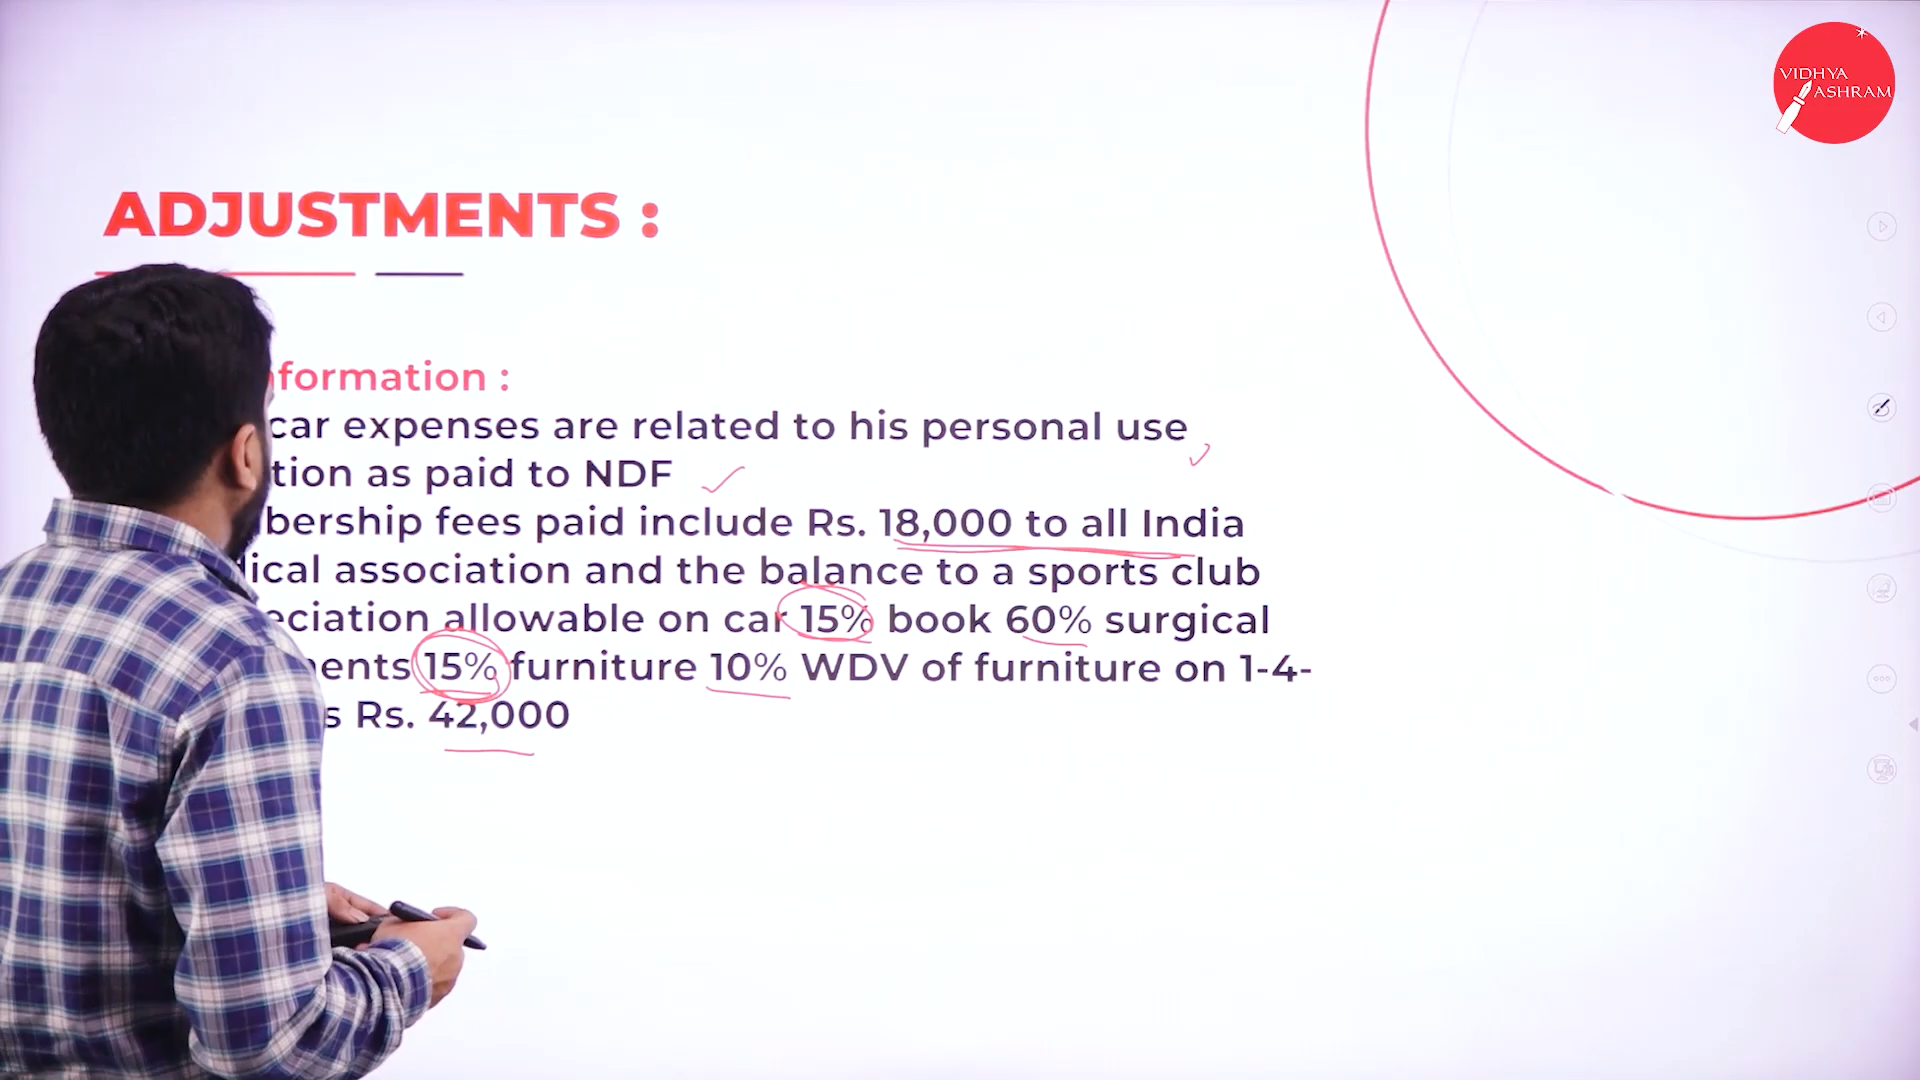 VIDHYA
ASHRAM
ADJUSTMENTS :
nformation :
car expenses are related to his personal use
tion as paid to NDF
bership fees paid include Rs. 18,000 to all India
ical association and the balance to a sports club
eciation allowable on car 15% book 60% surgical
ents 15% furniture 10% WDV of furniture on 1-4-
s Rs. 42,000